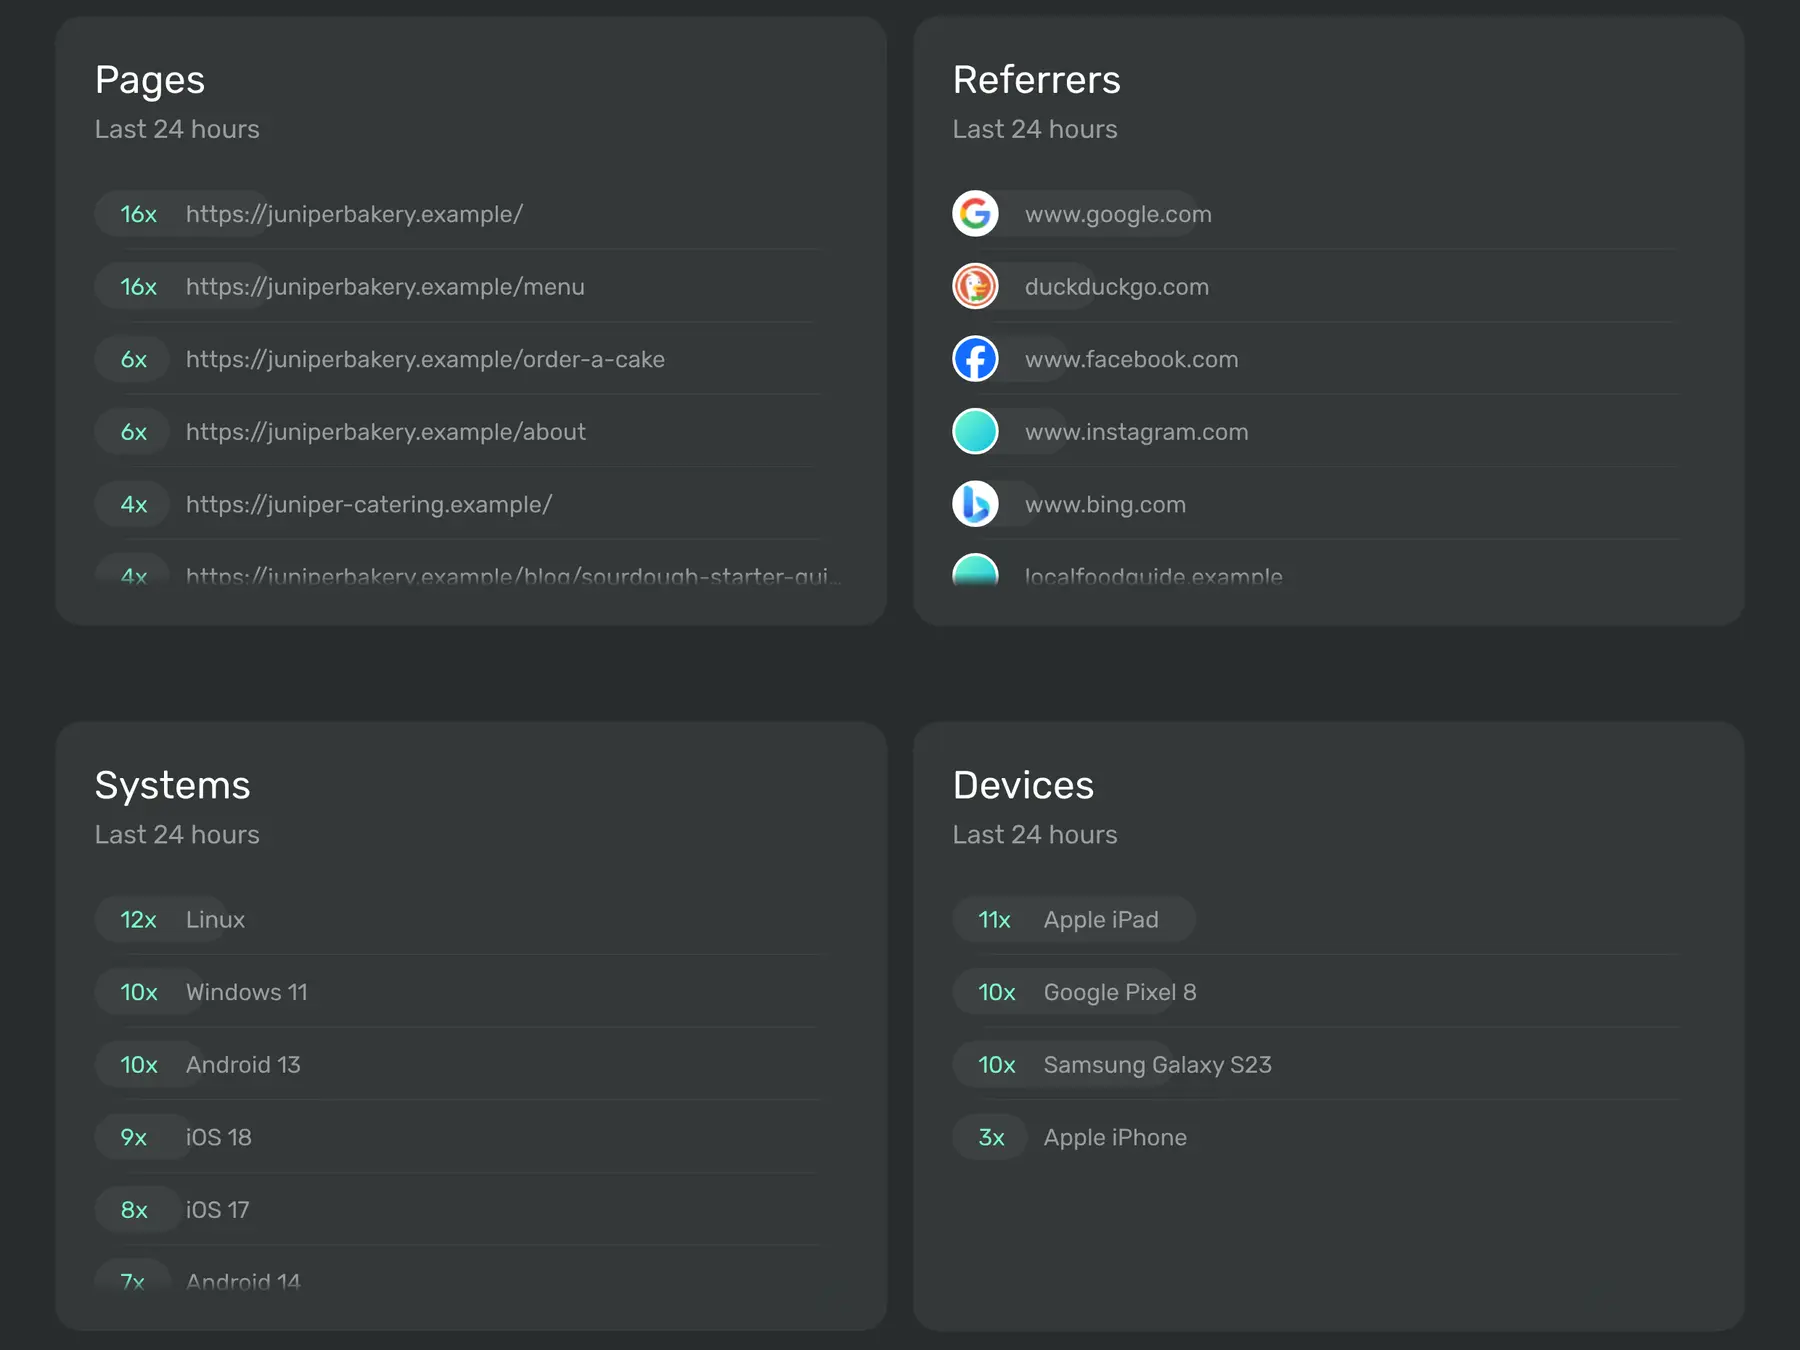 Pages
Last 24 hours
16x https://juniperbakery.example/
16x https://juniperbakery.example/menu
6x https://juniperbakery.example/order-a-cake
6x https://juniperbakery.example/about
4x https://juniper-catering.example/
4x https://juniperbakery.example/blog/sourdough-starter-gui...
Referrers
Last 24 hours
www.google.com
duckduckgo.com
www.facebook.com
www.instagram.com
www.bing.com
localfoodguide.example
Systems
Last 24 hours
12x Linux
10x Windows 11
10x Android 13
9x iOS 18
8x iOS 17
7x Android 14
Devices
Last 24 hours
11x Apple iPad
10x Google Pixel 8
10x Samsung Galaxy S23
3x Apple iPhone